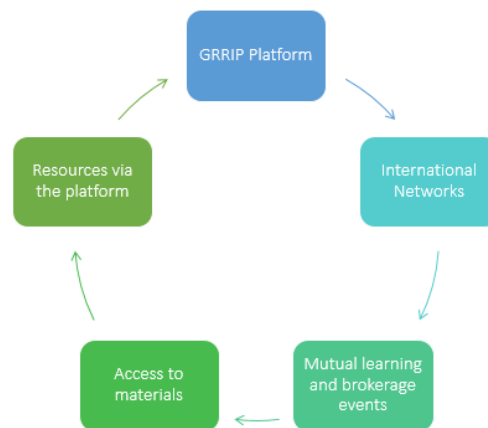 GRRIP Platform
International
Networks
Mutual learning
and brokerage
events
Access to
materials
Resources via
the platform